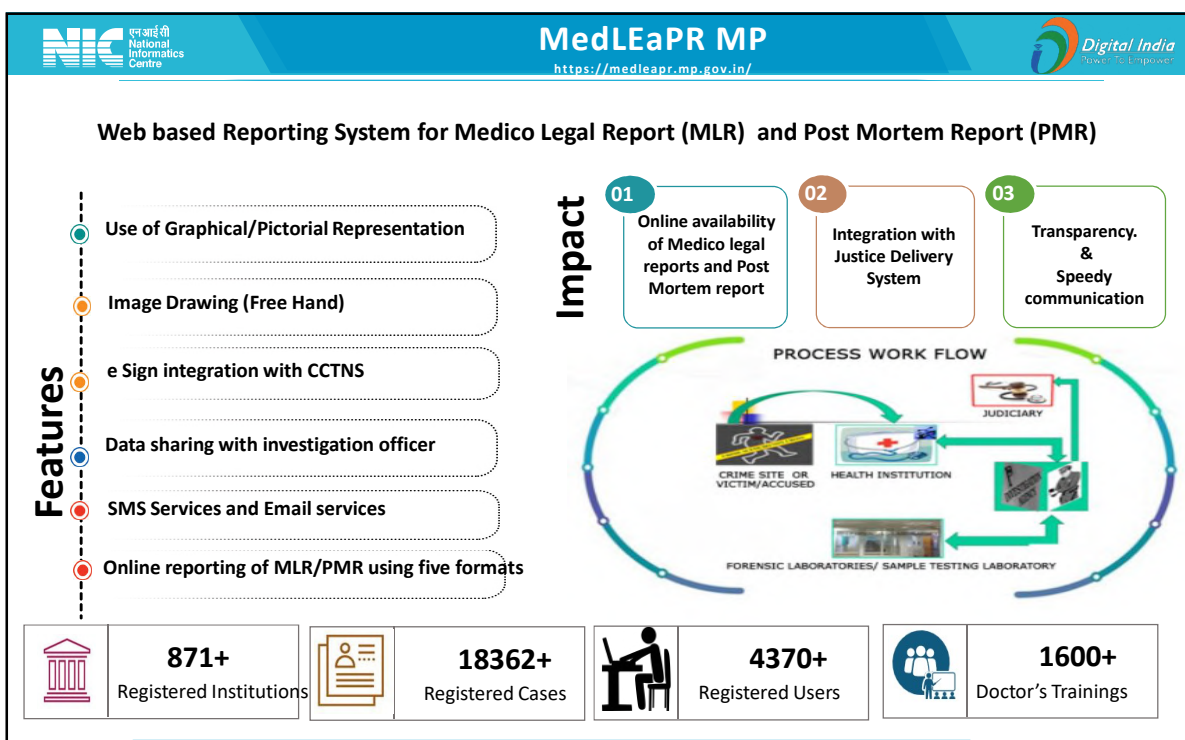 NIC
एनआईसी
National
Informatics
Centre
MedLEaPR MP
https://medleapr.mp.gov.in/
Digital India
Power To Empower
Web based Reporting System for Medico Legal Report (MLR) and Post Mortem Report (PMR)
Features
Use of Graphical/Pictorial Representation
Image Drawing (Free Hand)
e Sign integration with CCTNS
Data sharing with investigation officer
SMS Services and Email services
Online reporting of MLR/PMR using five formats
Impact
01
Online availability
of Medico legal
reports and Post
Mortem report
02
Integration with
Justice Delivery
System
03
Transparency.
&
Speedy
communication
PROCESS WORK FLOW
JUDICIARY
CRIME SITE OR
VICTIM/ACCUSED
HEALTH INSTITUTION
FORENSIC LABORATORIES/ SAMPLE TESTING LABORATORY
871+
Registered Institutions
18362+
Registered Cases
4370+
Registered Users
1600+
Doctor’s Trainings